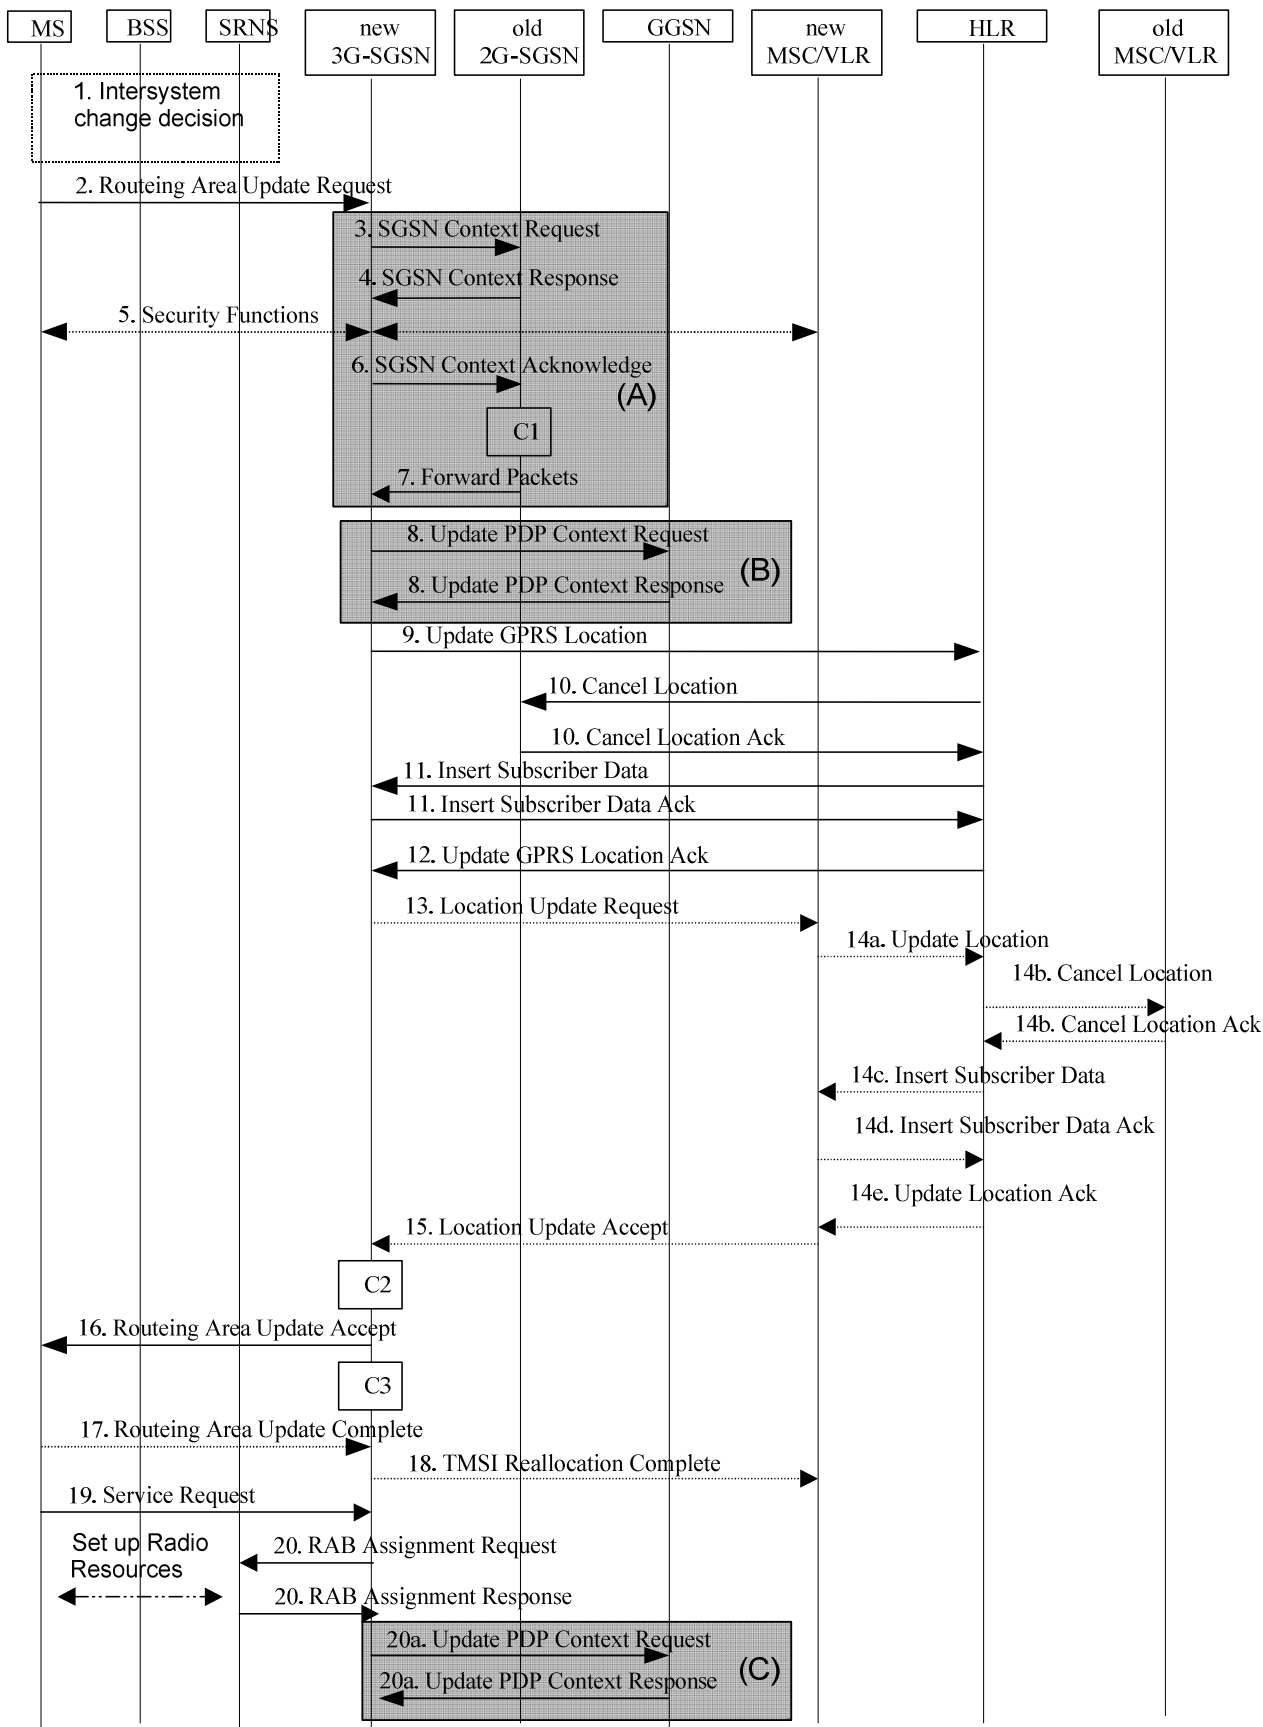 MS
BSS
SRNS
new
3G-SGSN
old
2G-SGSN
GGSN
new
MSC/VLR
HLR
old
MSC/VLR
1. Intersystem
change decision
2. Routeing Area Update Request
3. SGSN Context Request
4. SGSN Context Response
5. Security Functions
6. SGSN Context Acknowledge
(A)
C1
7. Forward Packets
8. Update PDP Context Request
(B)
8. Update PDP Context Response
9. Update GPRS Location
10. Cancel Location
10. Cancel Location Ack
11. Insert Subscriber Data
11. Insert Subscriber Data Ack
12. Update GPRS Location Ack
13. Location Update Request
14a. Update Location
14b. Cancel Location
14b. Cancel Location Ack
14c. Insert Subscriber Data
14d. Insert Subscriber Data Ack
14e. Update Location Ack
15. Location Update Accept
C2
16. Routeing Area Update Accept
C3
17. Routeing Area Update Complete
18. TMSI Reallocation Complete
19. Service Request
Set up Radio
Resources
20. RAB Assignment Request
20. RAB Assignment Response
20a. Update PDP Context Request
(C)
20a. Update PDP Context Response